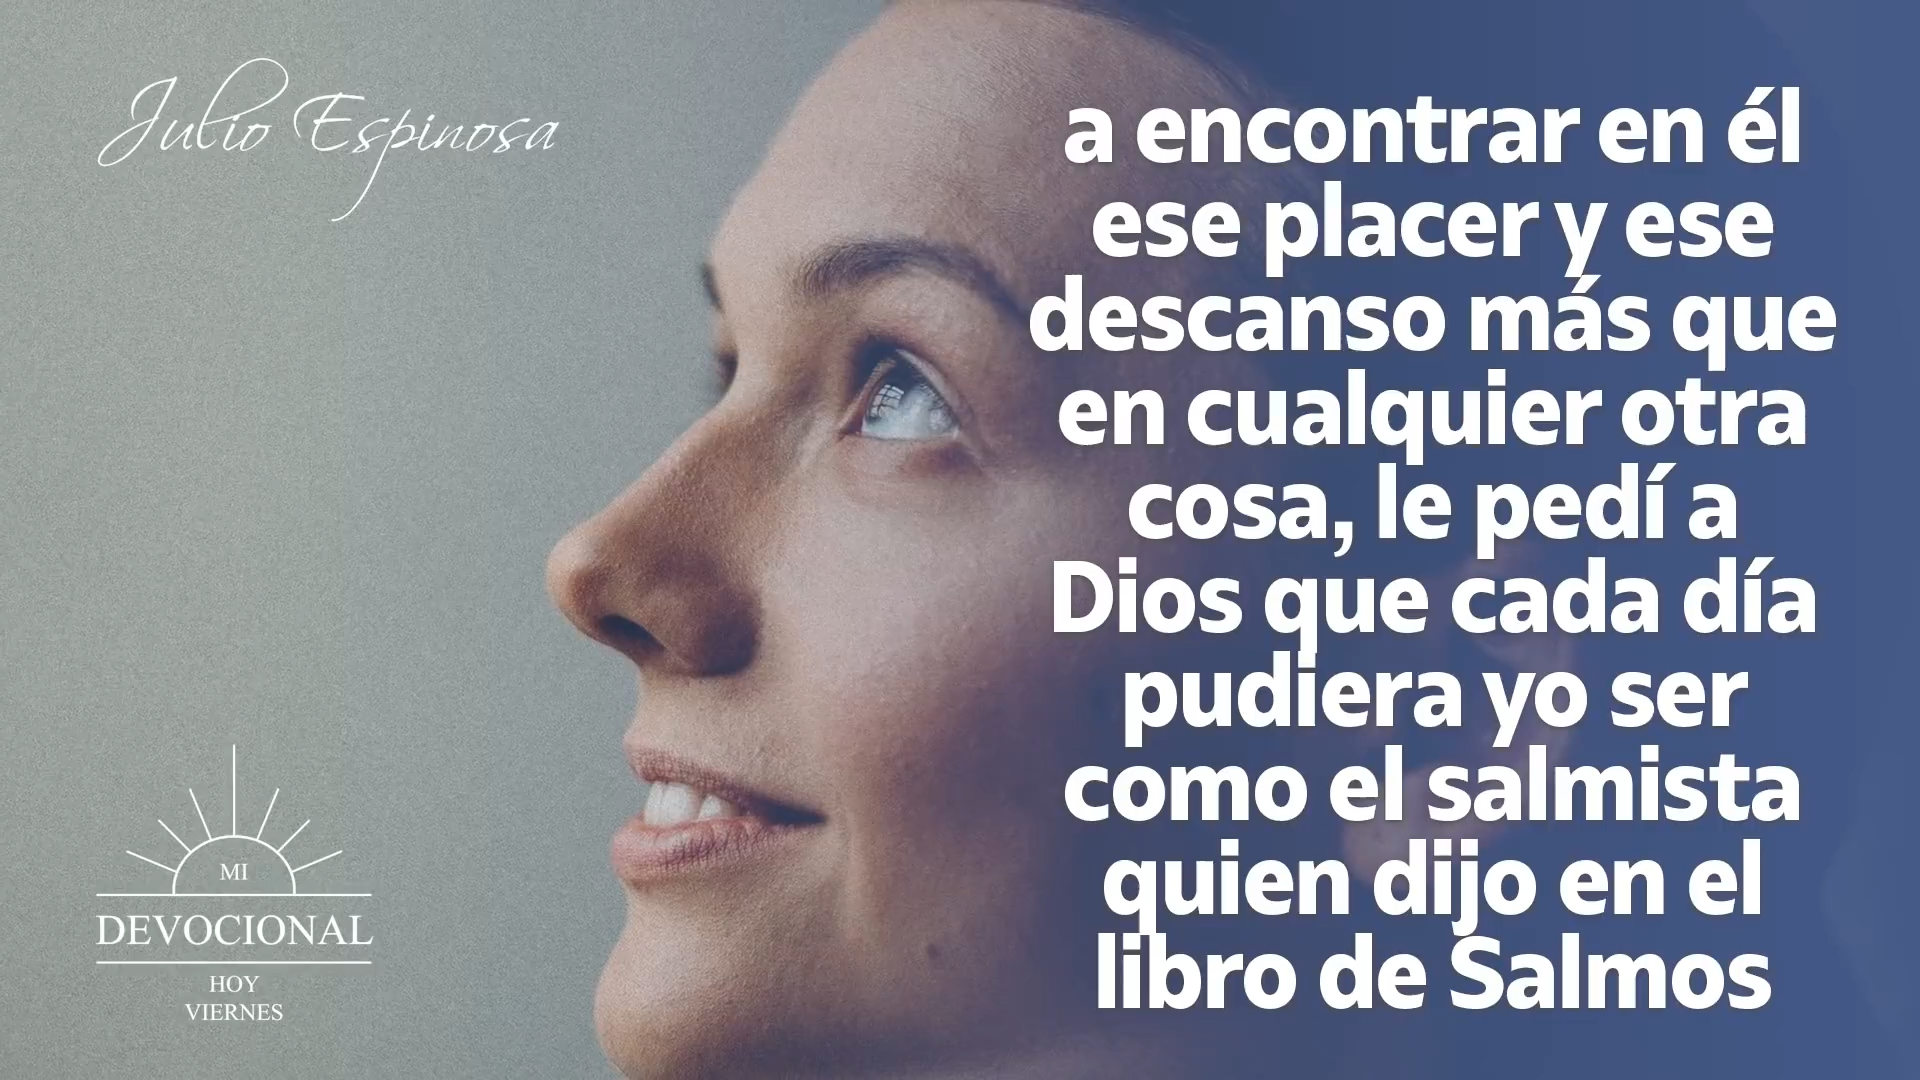 Julio Espinosa
a encontrar en él
ese placer y ese
descanso más que
en cualquier otra
cosa, le pedí a
Dios que cada día
pudiera yo ser
como el salmista
quien dijo en el
libro de Salmos
MI
DEVOCIONAL
HOY
VIERNES